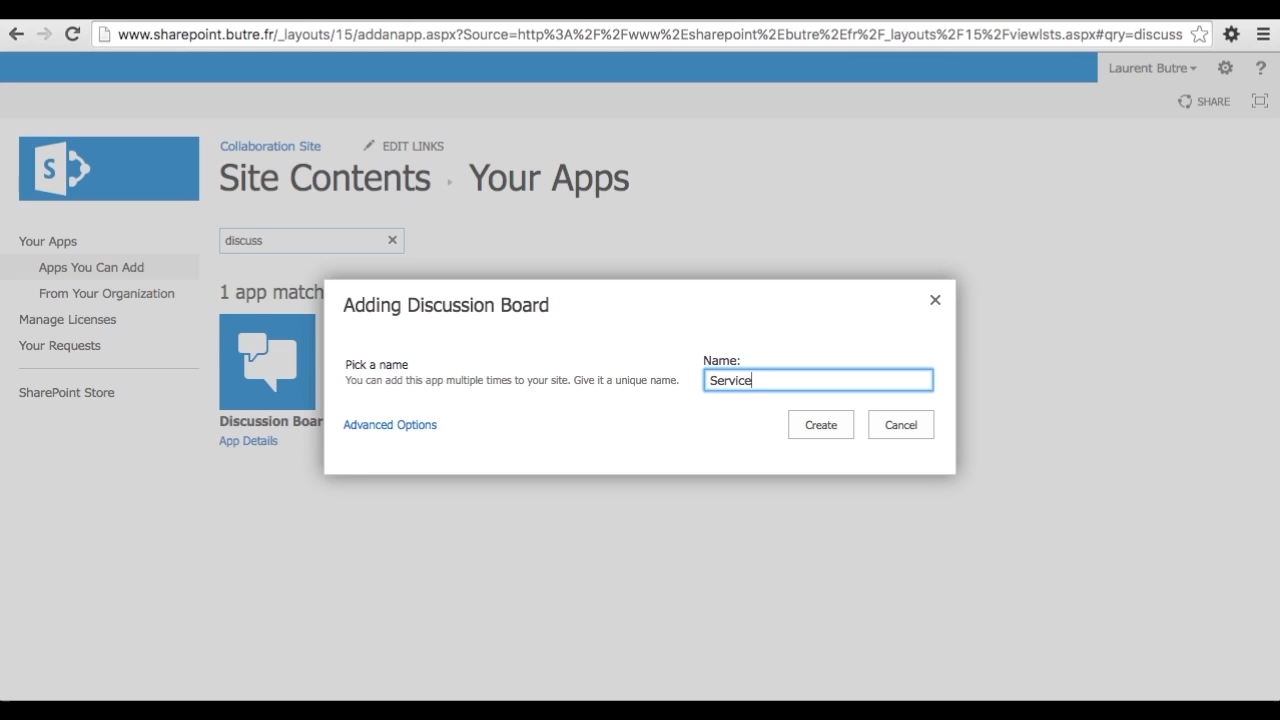 www.sharepoint.butre.fr/_layouts/15/addanapp.aspx?Source=http%3A%2F%2Fwww%2Esharepoint%2Ebutre%2Efr%2F_layouts%2F15%2Fviewlsts.aspx#qry=discuss
Laurent Butre ?
SHARE
S
Collaboration Site EDIT LINKS
Site Contents Your Apps
Your Apps
Apps You Can Add
From Your Organization
Manage Licenses
Your Requests
SharePoint Store
discuss
1 app match
Discussion Boar
App Details
Adding Discussion Board
Pick a name
You can add this app multiple times to your site. Give it a unique name.
Name:
Service
Advanced Options
Create Cancel